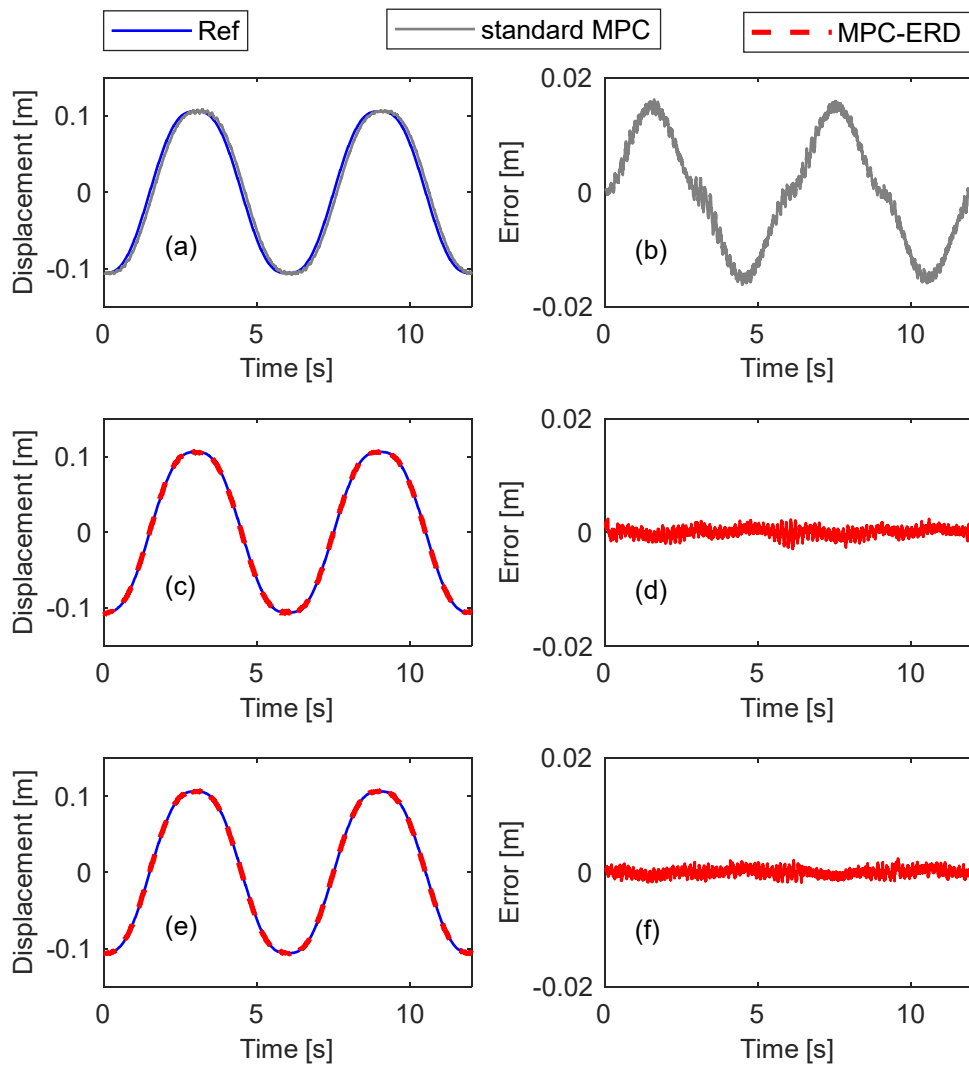 Ref
standard MPC
MPC-ERD
Displacement [m]
0.1
0
-0.1
(a)
0 5 10
Time [s]
Error [m]
0.02
0
-0.02
(b)
0 5 10
Time [s]
Displacement [m]
0.1
0
-0.1
(c)
0 5 10
Time [s]
Error [m]
0.02
0
-0.02
(d)
0 5 10
Time [s]
Displacement [m]
0.1
0
-0.1
(e)
0 5 10
Time [s]
Error [m]
0.02
0
-0.02
(f)
0 5 10
Time [s]